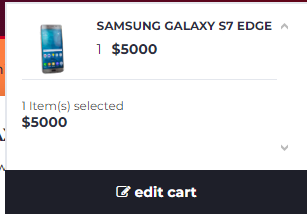 SAMSUNG GALAXY S7 EDGE
1 $5000
1 Item(s) selected
$5000
edit cart